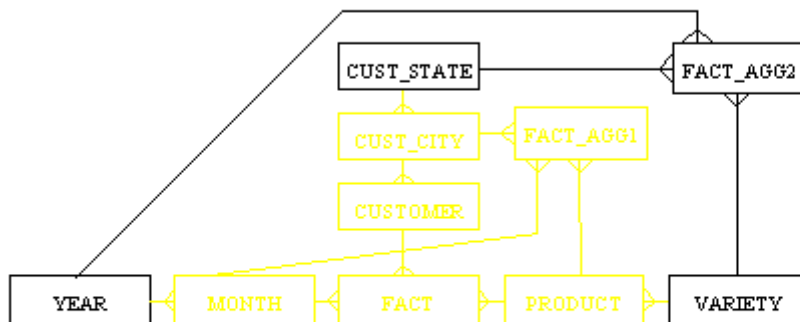 CUST_STATE
FACT_AGG2
CUST_CITY
FACT_AGG1
CUSTOMER
YEAR
MONTH
FACT
PRODUCT
VARIETY